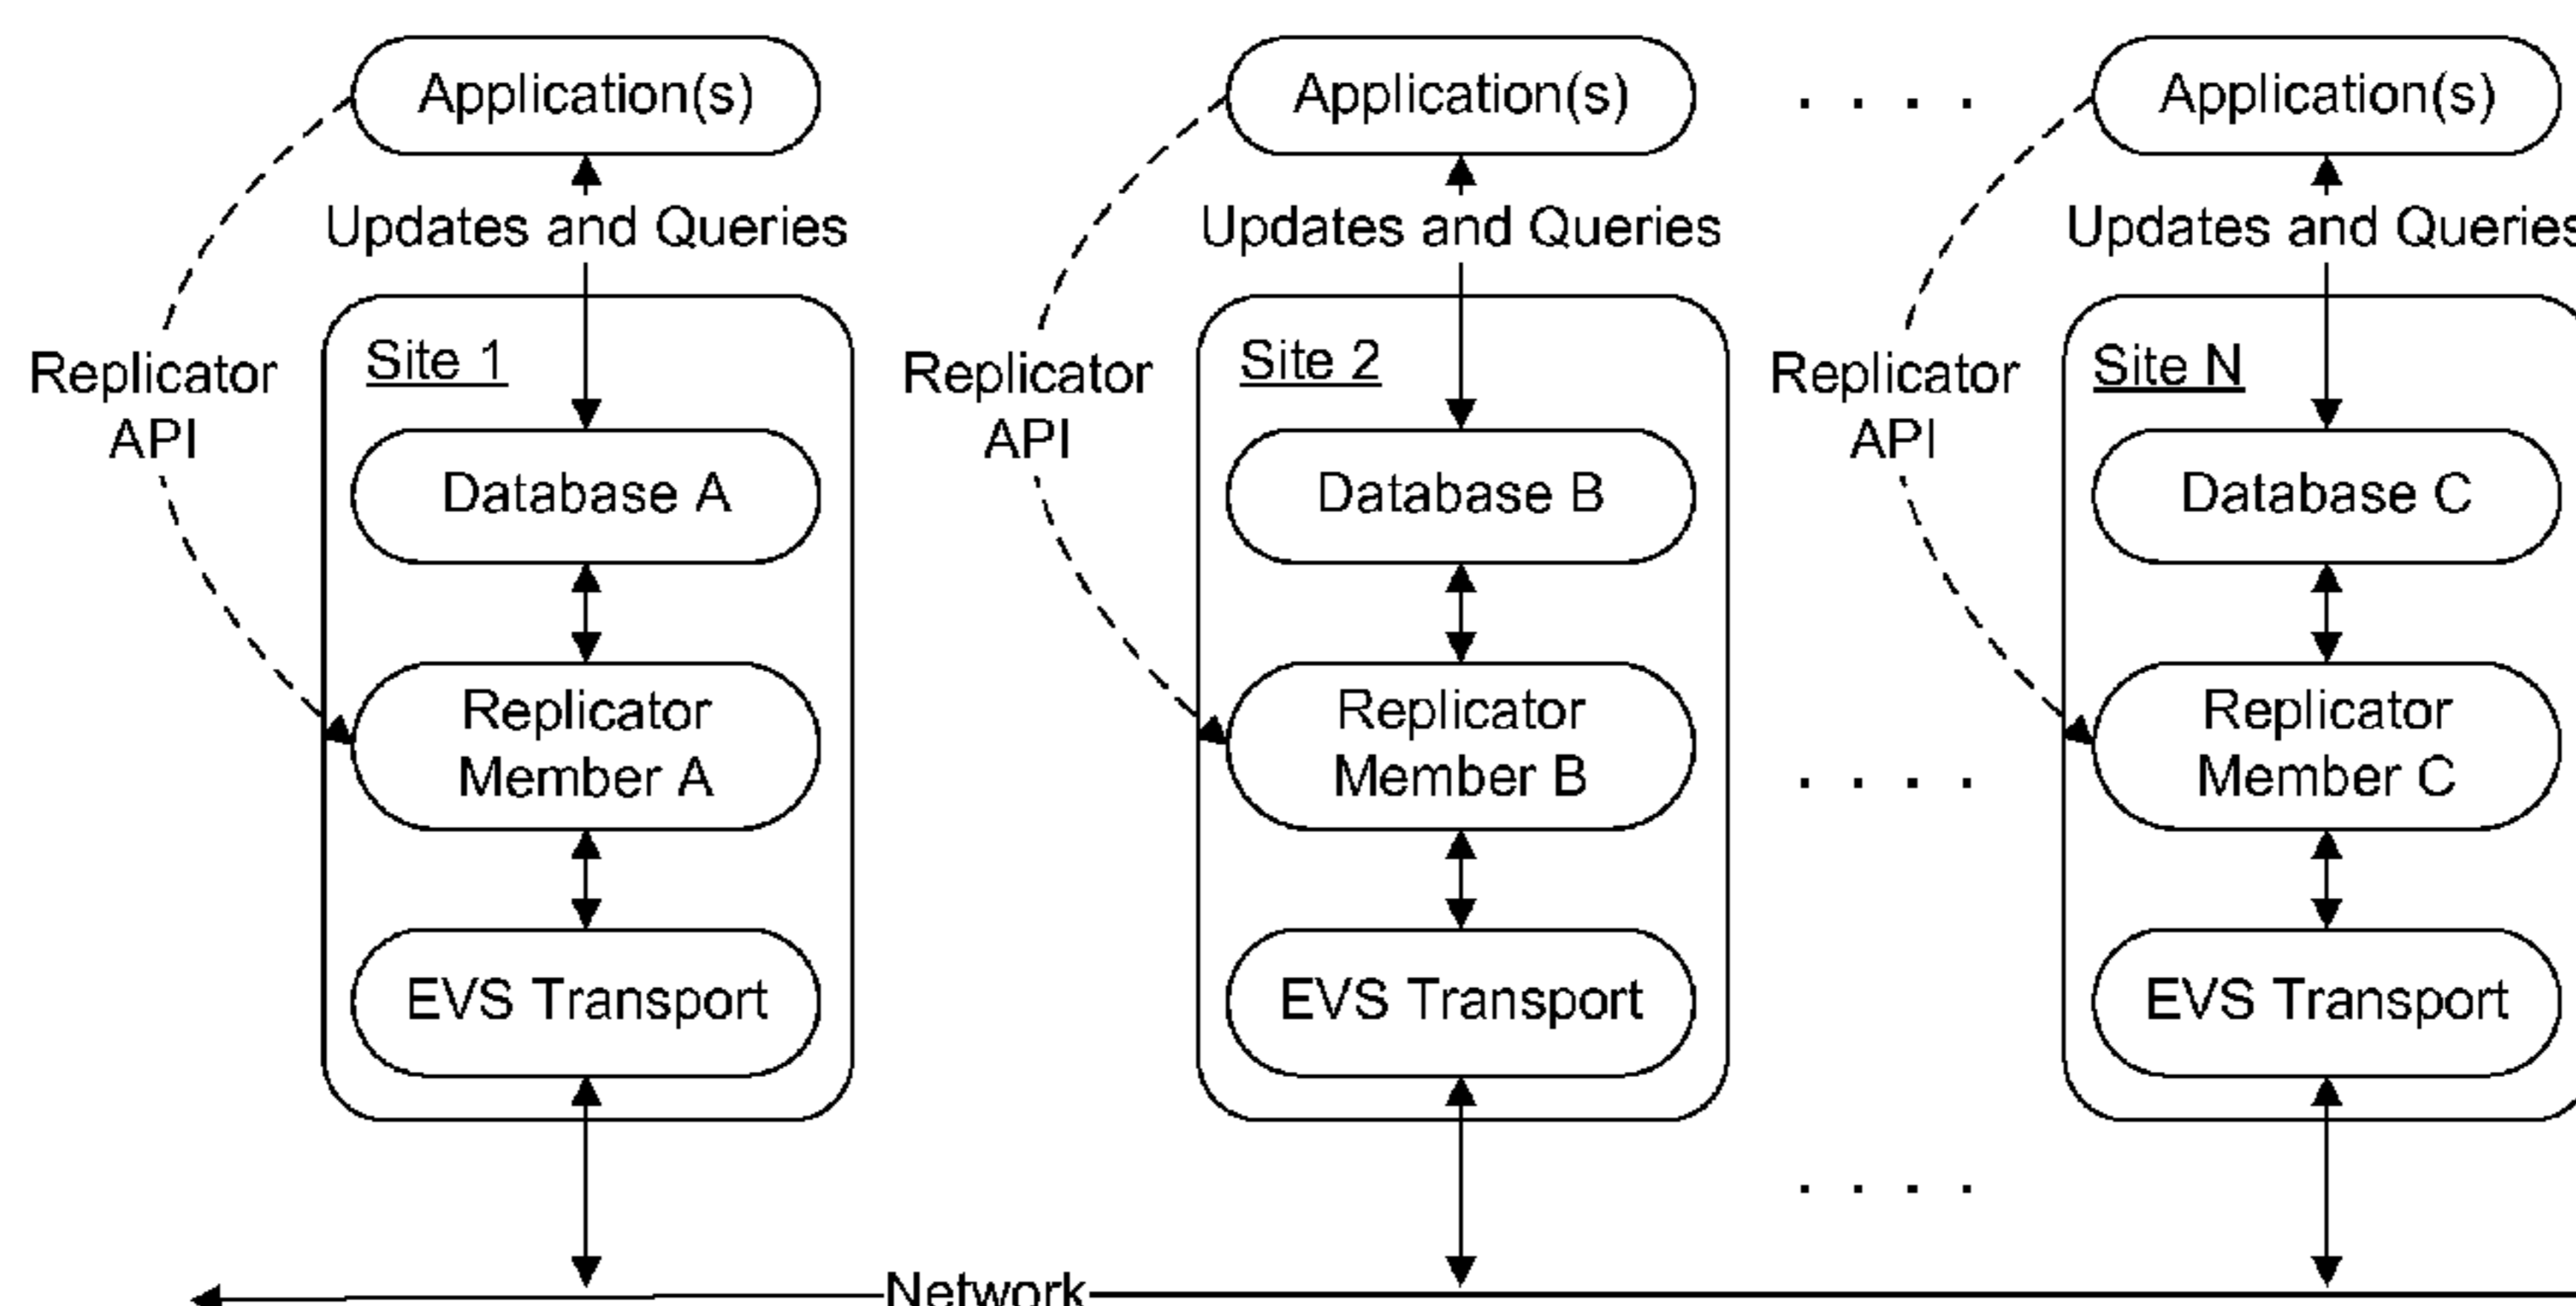 Application(s)
Application(s)
. . . .
Application(s)
Updates and Queries
Updates and Queries
Updates and Queries
Replicator
API
Site 1
Replicator
API
Site 2
Replicator
API
Site N
Database A
Database B
Database C
Replicator
Member A
Replicator
Member B
. . . .
Replicator
Member C
EVS Transport
EVS Transport
EVS Transport
. . . .
Network